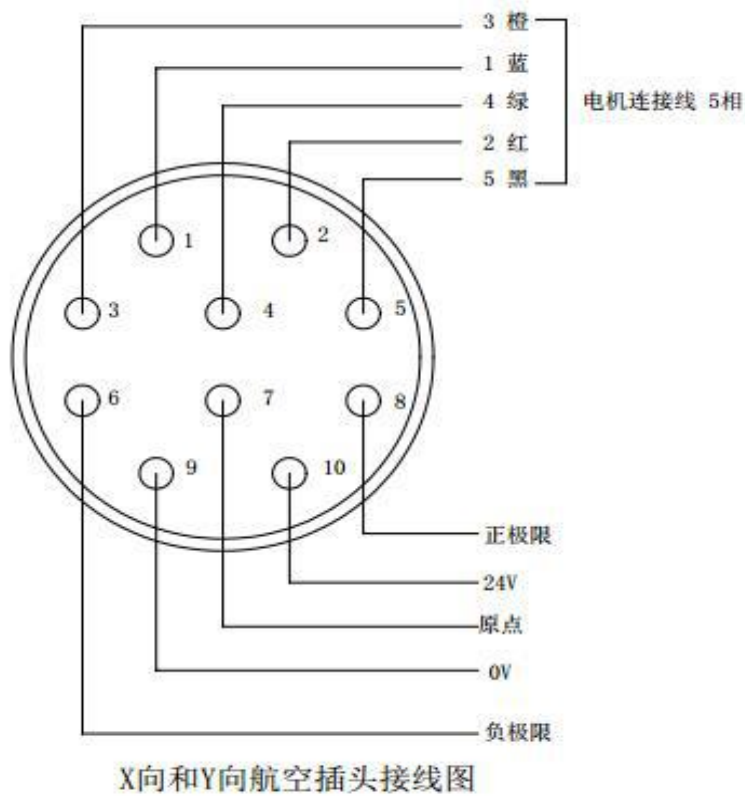 3 橙
1 蓝
4 绿
电机连接线 5相
2 红
5 黑
1
2
3
4
5
6
7
8
9
10
正极限
24V
原点
0V
负极限
X向和Y向航空插头接线图